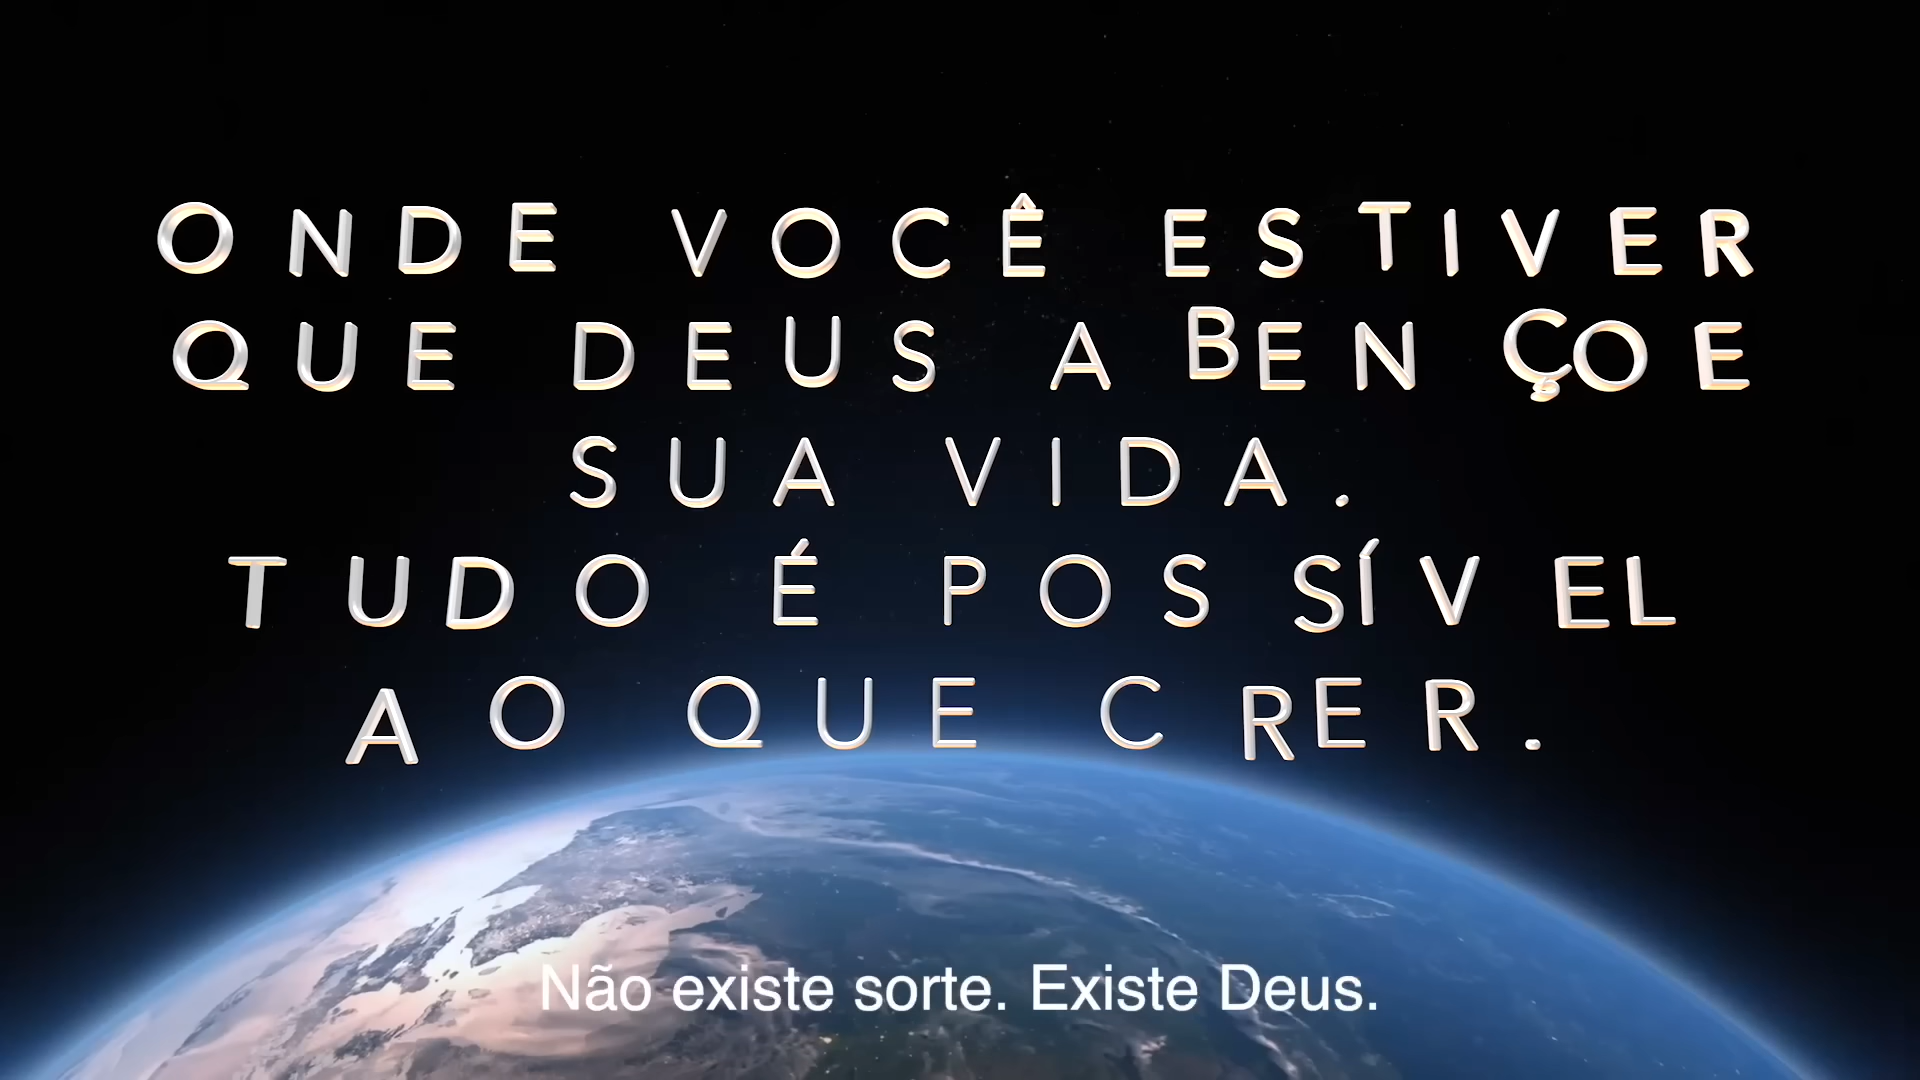 ONDE VOCÊ ESTIVER
QUE DEUS ABENÇOE
SUA VIDA.
TUDO É POSSÍVEL
AO QUE CRER.
Não existe sorte. Existe Deus.